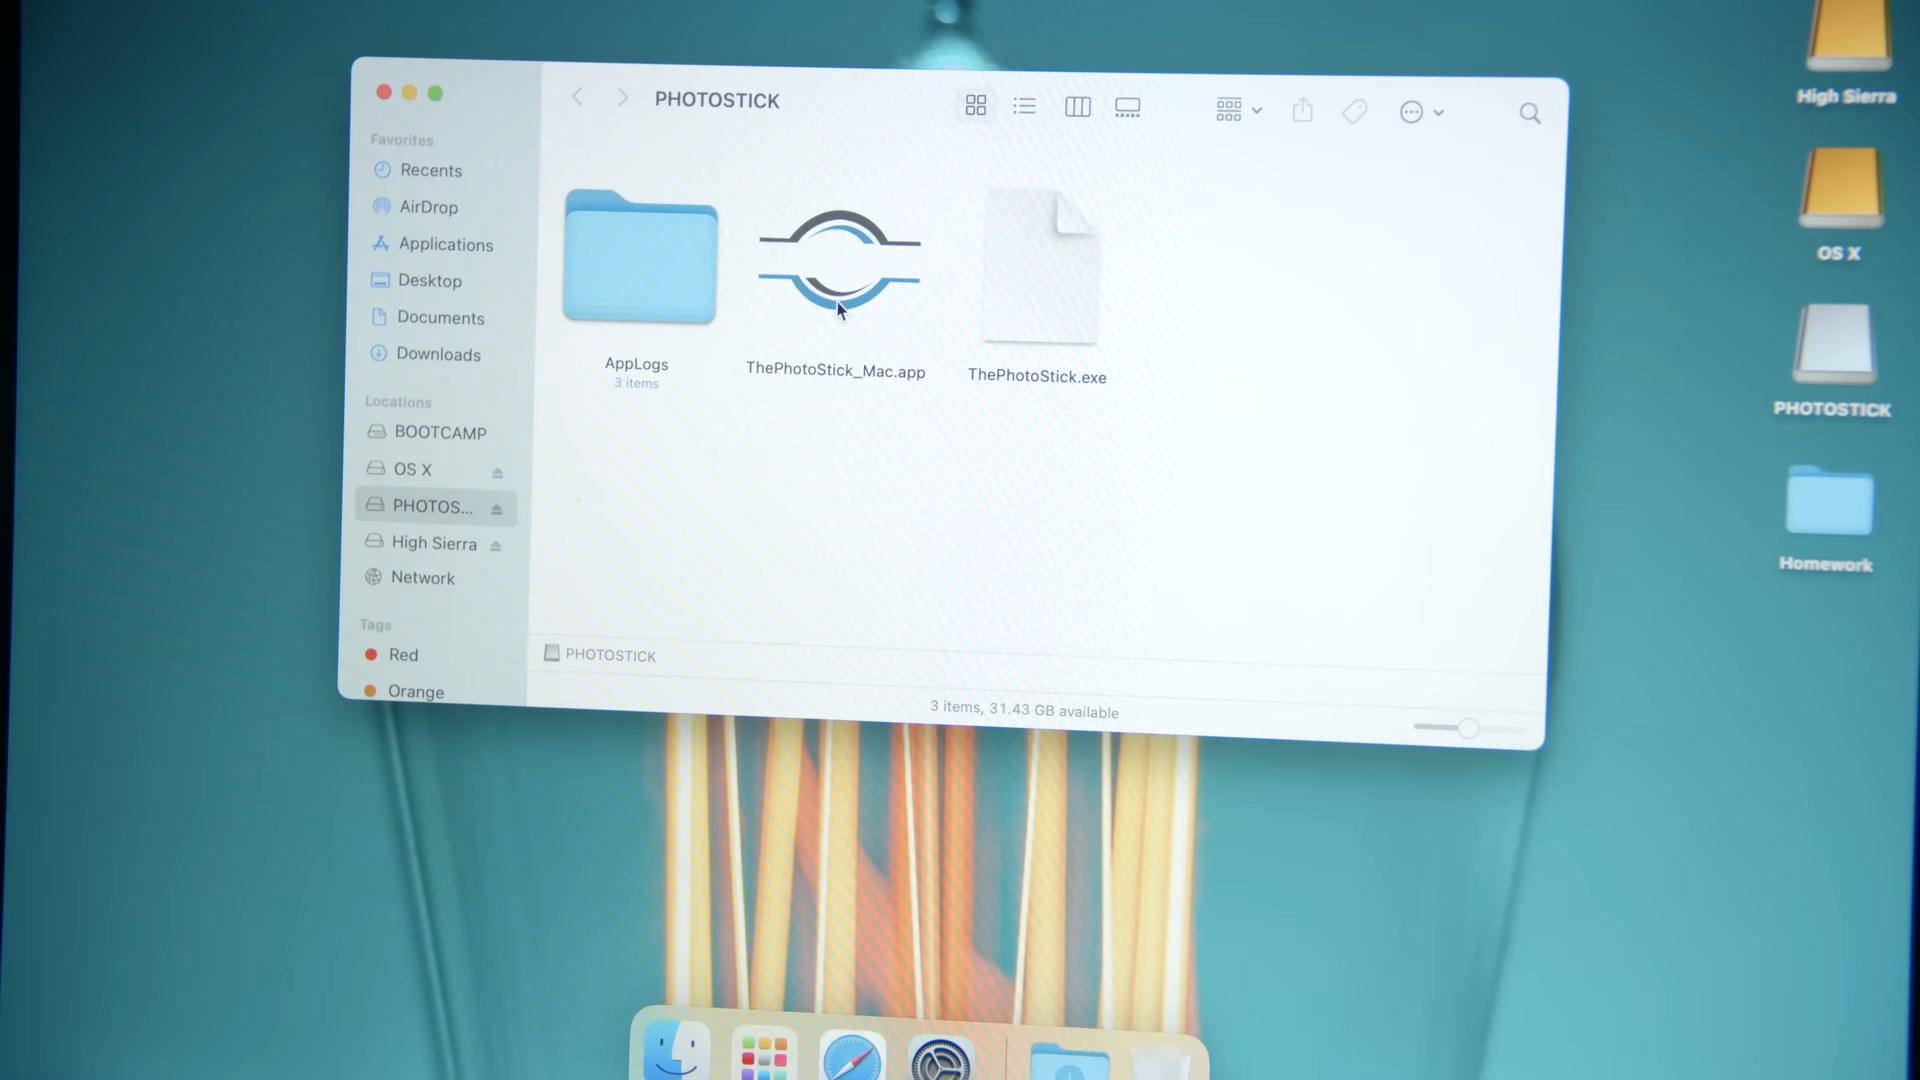 PHOTOSTICK
Favorites
Recents
AirDrop
Applications
Desktop
Documents
Downloads
Locations
BOOTCAMP
OS X
PHOTOS...
High Sierra
Network
Tags
Red
Orange
AppLogs
3 items
ThePhotoStick_Mac.app
ThePhotoStick.exe
PHOTOSTICK
3 items, 31.43 GB available
High Sierra
OS X
PHOTOSTICK
Homework